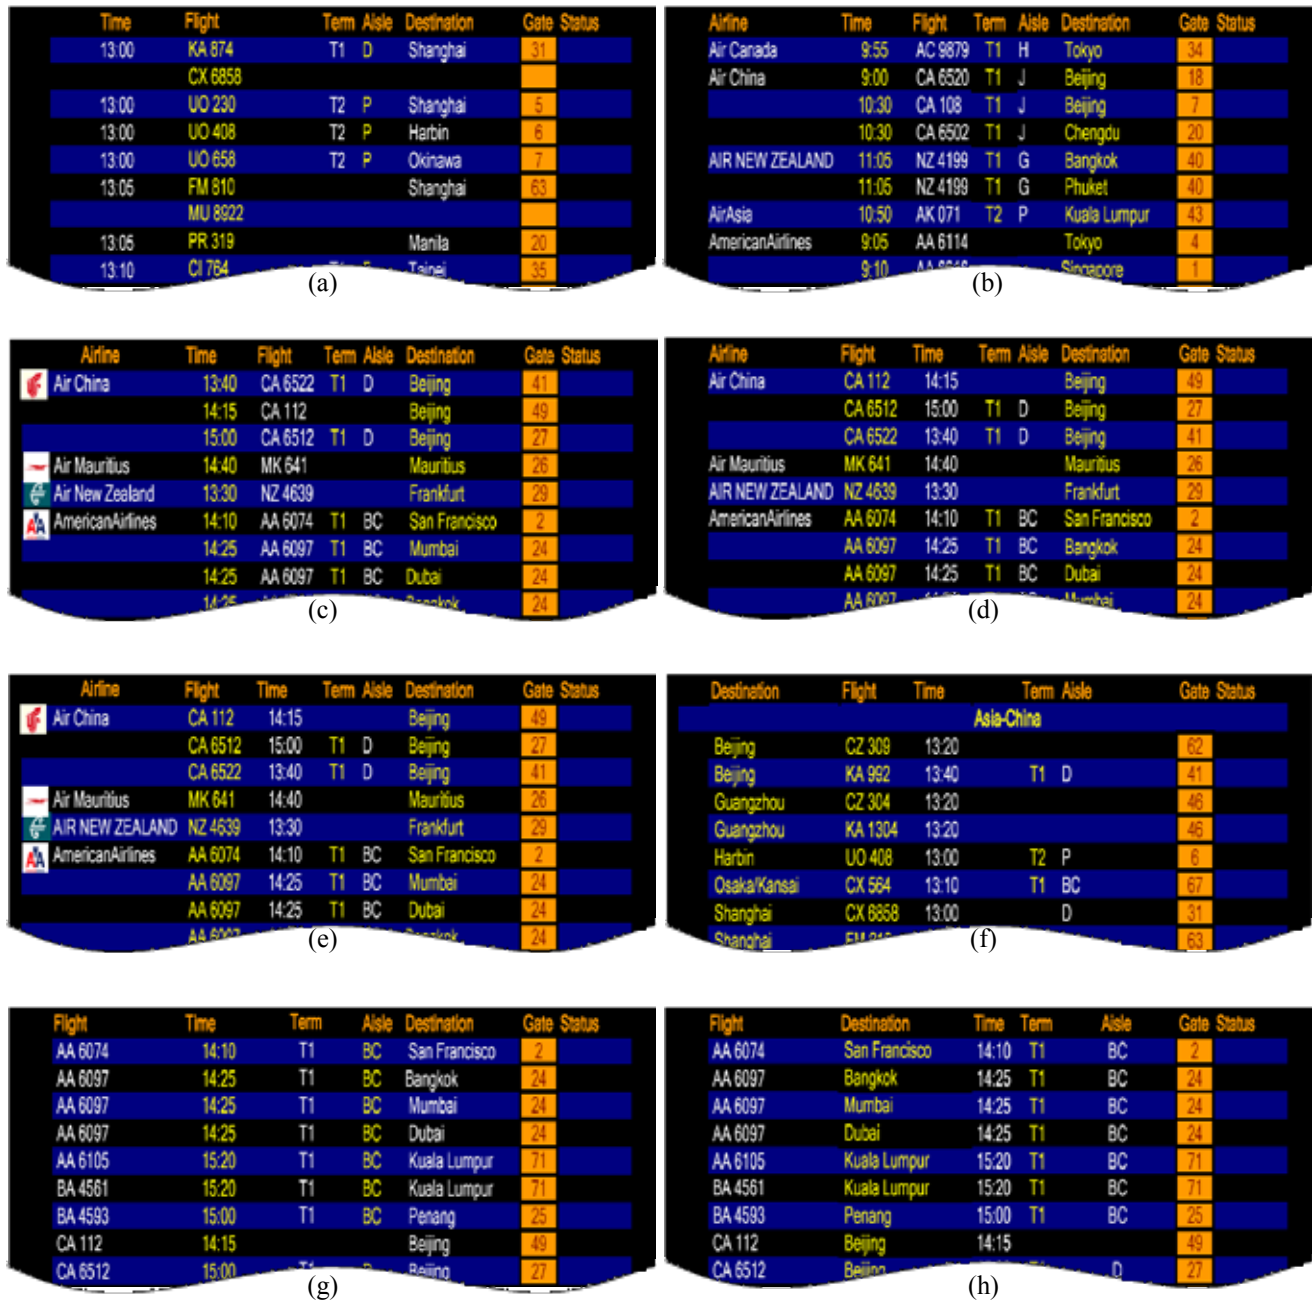 Time Flight Term Aisle Destination Gate Status
13:00 KA 874 T1 D Shanghai 31
CX 6858
13:00 UO 230 T2 P Shanghai 5
13:00 UO 408 T2 P Harbin 6
13:00 UO 658 T2 P Okinawa 7
13:05 FM 810 Shanghai 63
MU 8922
13:05 PR 319 Manila 20
13:10 CI 764 Taipei 35
(a)
Airline Time Flight Term Aisle Destination Gate Status
Air Canada 9:55 AC 9879 T1 H Tokyo 34
Air China 9:00 CA 6520 T1 J Beijing 18
10:30 CA 108 T1 J Beijing 7
10:30 CA 6502 T1 J Chengdu 20
AIR NEW ZEALAND 11:05 NZ 4199 T1 G Bangkok 40
11:05 NZ 4199 T1 G Phuket 40
AirAsia 10:50 AK 071 T2 P Kuala Lumpur 43
AmericanAirlines 9:05 AA 6114 Tokyo 4
9:10 AA Singapore 1
(b)
Airline Time Flight Term Aisle Destination Gate Status
Air China 13:40 CA 6522 T1 D Beijing 41
14:15 CA 112 Beijing 49
15:00 CA 6512 T1 D Beijing 27
Air Mauritius 14:40 MK 641 Mauritius 26
Air New Zealand 13:30 NZ 4639 Frankfurt 29
AmericanAirlines 14:10 AA 6074 T1 BC San Francisco 2
14:25 AA 6097 T1 BC Mumbai 24
14:25 AA 6097 T1 BC Dubai 24
14:25 Bangkok 24
(c)
Airline Flight Time Term Aisle Destination Gate Status
Air China CA 112 14:15 Beijing 49
CA 6512 15:00 T1 D Beijing 27
CA 6522 13:40 T1 D Beijing 41
Air Mauritius MK 641 14:40 Mauritius 26
AIR NEW ZEALAND NZ 4639 13:30 Frankfurt 29
AmericanAirlines AA 6074 14:10 T1 BC San Francisco 2
AA 6097 14:25 T1 BC Bangkok 24
AA 6097 14:25 T1 BC Dubai 24
AA 6097 Mumbai 24
(d)
Airline Flight Time Term Aisle Destination Gate Status
Air China CA 112 14:15 Beijing 49
CA 6512 15:00 T1 D Beijing 27
CA 6522 13:40 T1 D Beijing 41
Air Mauritius MK 641 14:40 Mauritius 26
AIR NEW ZEALAND NZ 4639 13:30 Frankfurt 29
AmericanAirlines AA 6074 14:10 T1 BC San Francisco 2
AA 6097 14:25 T1 BC Mumbai 24
AA 6097 14:25 T1 BC Dubai 24
AA 6097 Bangkok 24
(e)
Destination Flight Time Term Aisle Gate Status
Asia-China
Beijing CZ 309 13:20 62
Beijing KA 992 13:40 T1 D 41
Guangzhou CZ 304 13:20 46
Guangzhou KA 1304 13:20 46
Harbin UO 408 13:00 T2 P 6
Osaka/Kansai CX 564 13:10 T1 BC 67
Shanghai CX 6858 13:00 D 31
Shanghai FM 63
(f)
Flight Time Term Aisle Destination Gate Status
AA 6074 14:10 T1 BC San Francisco 2
AA 6097 14:25 T1 BC Bangkok 24
AA 6097 14:25 T1 BC Mumbai 24
AA 6097 14:25 T1 BC Dubai 24
AA 6105 15:20 T1 BC Kuala Lumpur 71
BA 4561 15:20 T1 BC Kuala Lumpur 71
BA 4593 15:00 T1 BC Penang 25
CA 112 14:15 Beijing 49
CA 6512 15:00 Beijing 27
(g)
Flight Destination Time Term Aisle Gate Status
AA 6074 San Francisco 14:10 T1 BC 2
AA 6097 Bangkok 14:25 T1 BC 24
AA 6097 Mumbai 14:25 T1 BC 24
AA 6097 Dubai 14:25 T1 BC 24
AA 6105 Kuala Lumpur 15:20 T1 BC 71
BA 4561 Kuala Lumpur 15:20 T1 BC 71
BA 4593 Penang 15:00 T1 BC 25
CA 112 Beijing 14:15 49
CA 6512 Beijing D 27
(h)